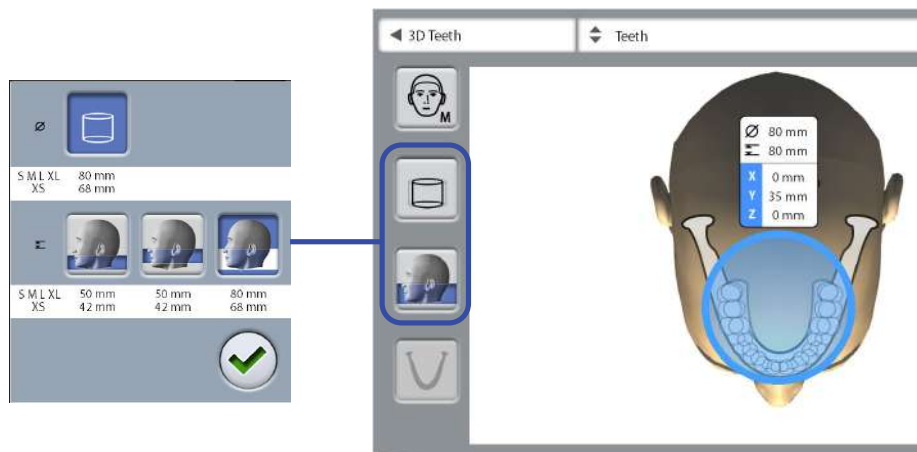 3D Teeth
Teeth
M
Ø 80 mm
80 mm
X 0 mm
Y 35 mm
Z 0 mm
Ø
S M L XL 80 mm
XS 68 mm
S M L XL 50 mm 50 mm 80 mm
XS 42 mm 42 mm 68 mm